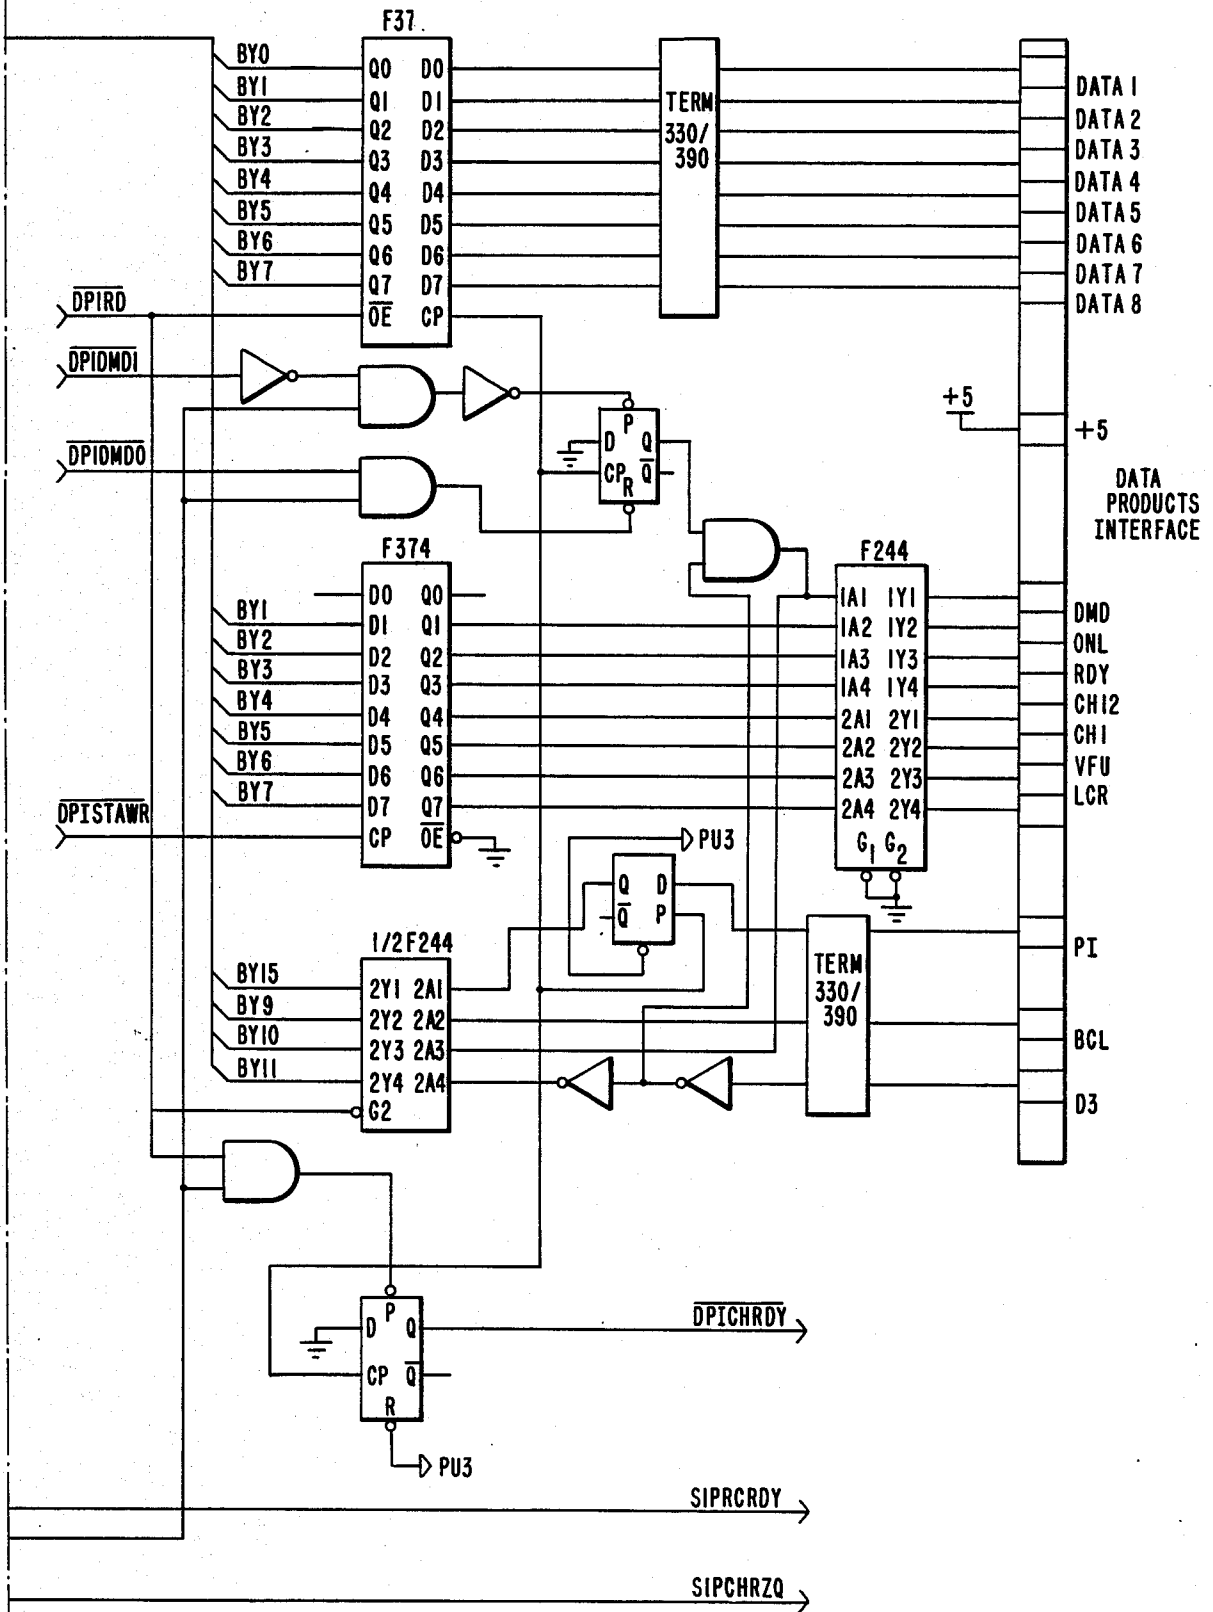 F37
BY0 Q0 D0
BY1 Q1 D1 DATA 1
BY2 Q2 D2 DATA 2
BY3 Q3 D3 DATA 3
BY4 Q4 D4 DATA 4
BY5 Q5 D5 DATA 5
BY6 Q6 D6 DATA 6
BY7 Q7 D7 DATA 7
DATA 8
TERM
330/
390
DPIRD OE CP
DPIDMD1
DPIDMD0
P
D Q
CP Q
R
+5
+5
DATA
PRODUCTS
INTERFACE
F374
D0 Q0
BY1 D1 Q1
BY2 D2 Q2
BY3 D3 Q3
BY4 D4 Q4
BY5 D5 Q5
BY6 D6 Q6
BY7 D7 Q7
DPISTAWR CP OE
F244
1A1 1Y1 DMD
1A2 1Y2 ONL
1A3 1Y3 RDY
1A4 1Y4 CH12
2A1 2Y1 CH1
2A2 2Y2 VFU
2A3 2Y3 LCR
2A4 2Y4
G1 G2
PU3
Q D
Q P
1/2 F244
BY15 2Y1 2A1
BY9 2Y2 2A2
BY10 2Y3 2A3
BY11 2Y4 2A4
G2
TERM
330/
390
PI
BCL
D3
P
D Q
CP Q
R
DPICHRDY
PU3
SIPRCRDY
SIPCHRZQ